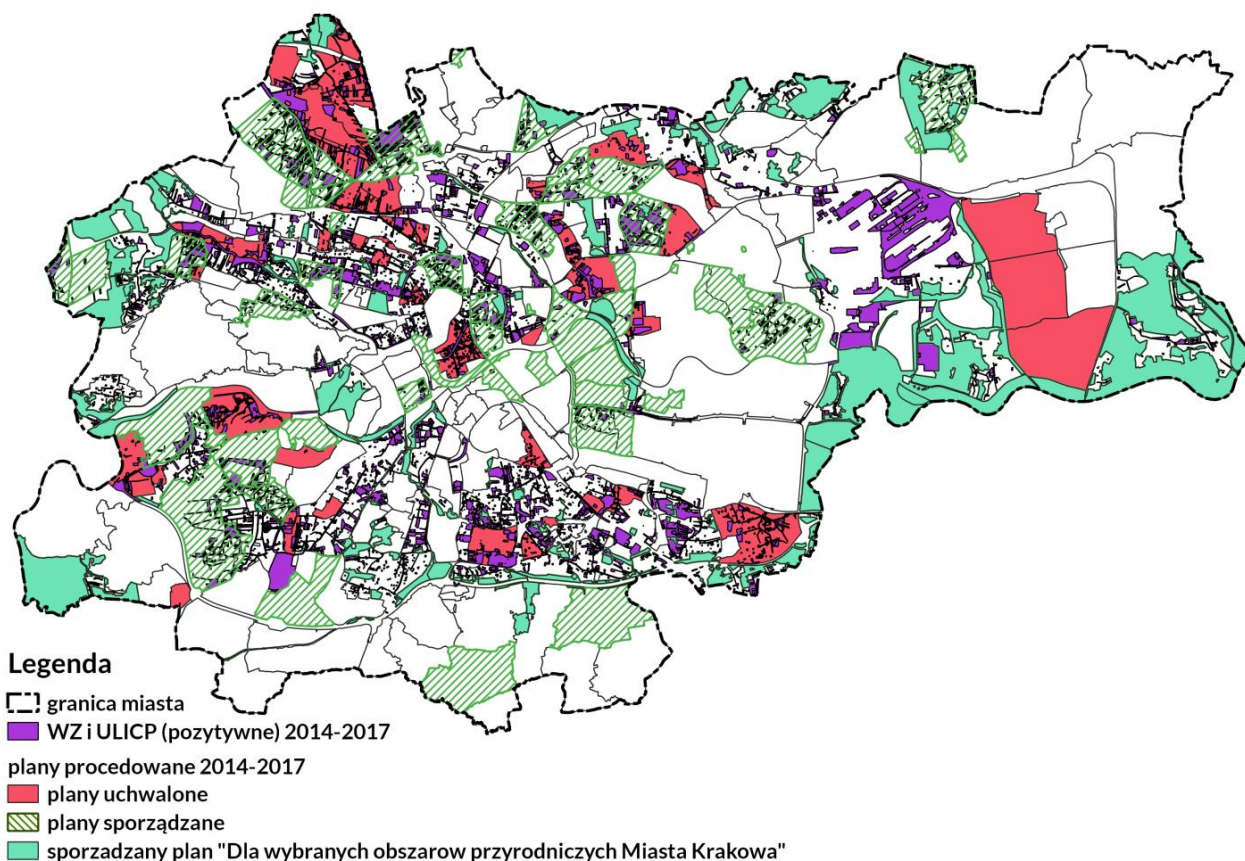 Legenda
granica miasta
WZ i ULICP (pozytywne) 2014-2017
plany procedowane 2014-2017
plany uchwalone
plany sporządzane
sporzadzany plan "Dla wybranych obszarow przyrodniczych Miasta Krakowa"